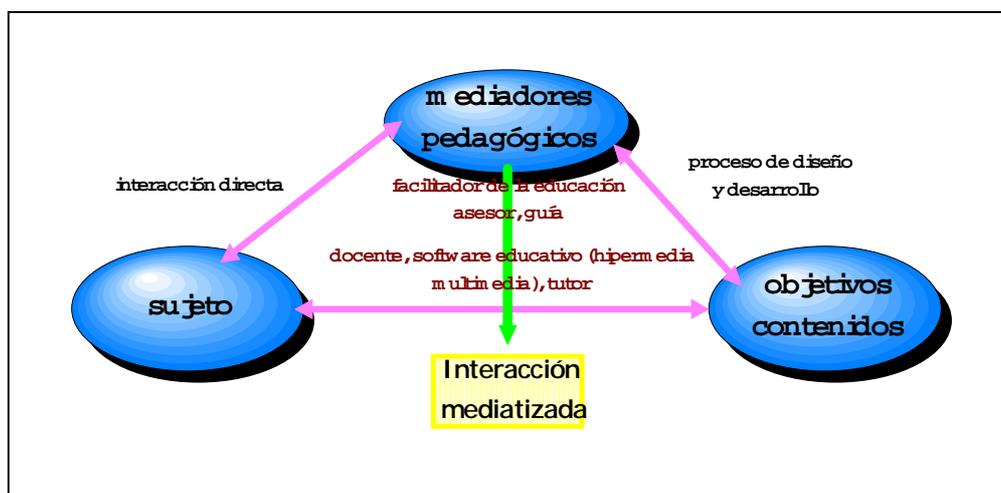 mediadores
pedagógicos
proceso de diseño
y desarrollo
interacción directa
facilitador de la educación
asesor, guía
docente, software educativo (hipermedia
multimedia), tutor
sujeto
objetivos
contenidos
Interacción
mediatizada